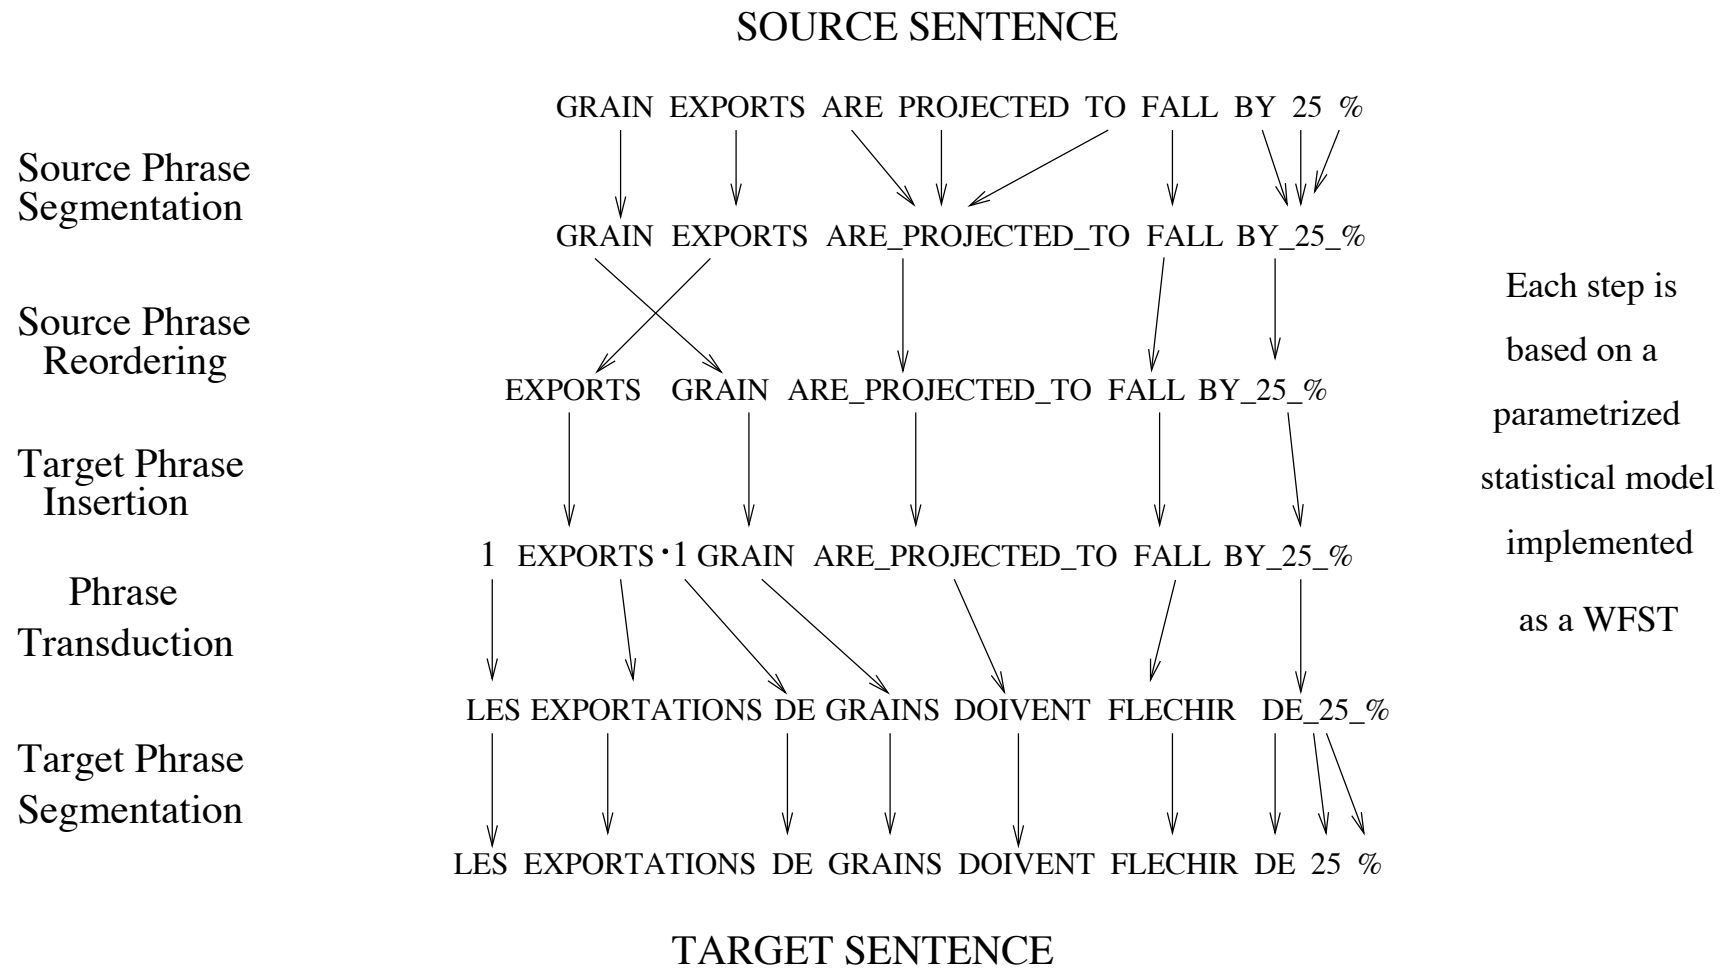 SOURCE SENTENCE
GRAIN EXPORTS ARE PROJECTED TO FALL BY 25 %
Source Phrase
Segmentation
GRAIN EXPORTS ARE_PROJECTED_TO FALL BY_25_%
Source Phrase
Reordering
EXPORTS GRAIN ARE_PROJECTED_TO FALL BY_25_%
Target Phrase
Insertion
1 EXPORTS ·1 GRAIN ARE_PROJECTED_TO FALL BY_25_%
Phrase
Transduction
LES EXPORTATIONS DE GRAINS DOIVENT FLECHIR DE_25_%
Target Phrase
Segmentation
LES EXPORTATIONS DE GRAINS DOIVENT FLECHIR DE 25 %
TARGET SENTENCE
Each step is
based on a
parametrized
statistical model
implemented
as a WFST